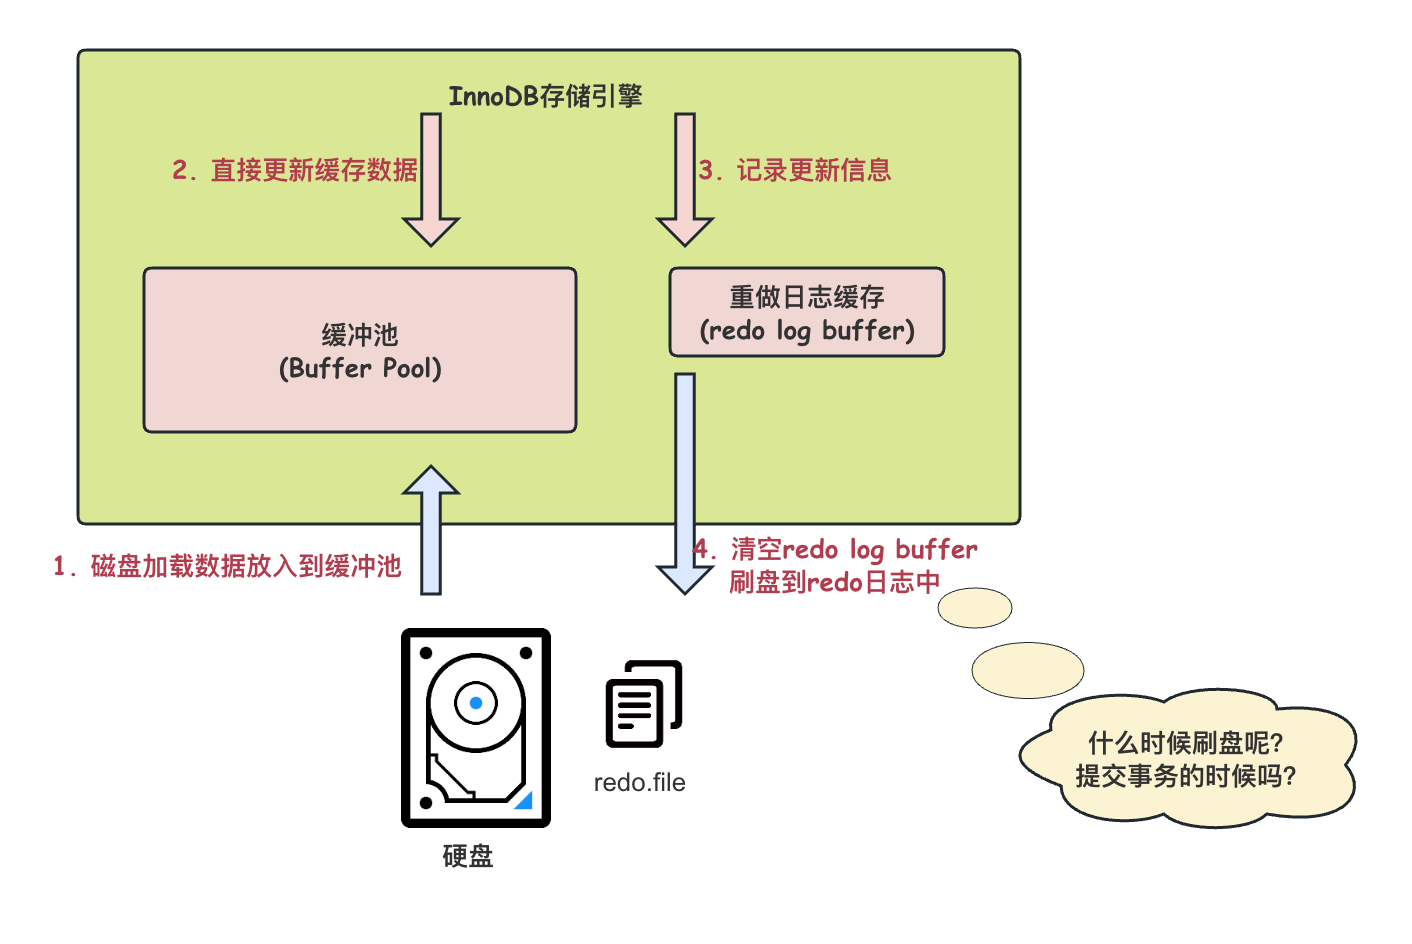 InnoDB存储引擎
2. 直接更新缓存数据
3. 记录更新信息
缓冲池
(Buffer Pool)
重做日志缓存
(redo log buffer)
1. 磁盘加载数据放入到缓冲池
4. 清空redo log buffer
刷盘到redo日志中
redo.file
硬盘
什么时候刷盘呢?
提交事务的时候吗?